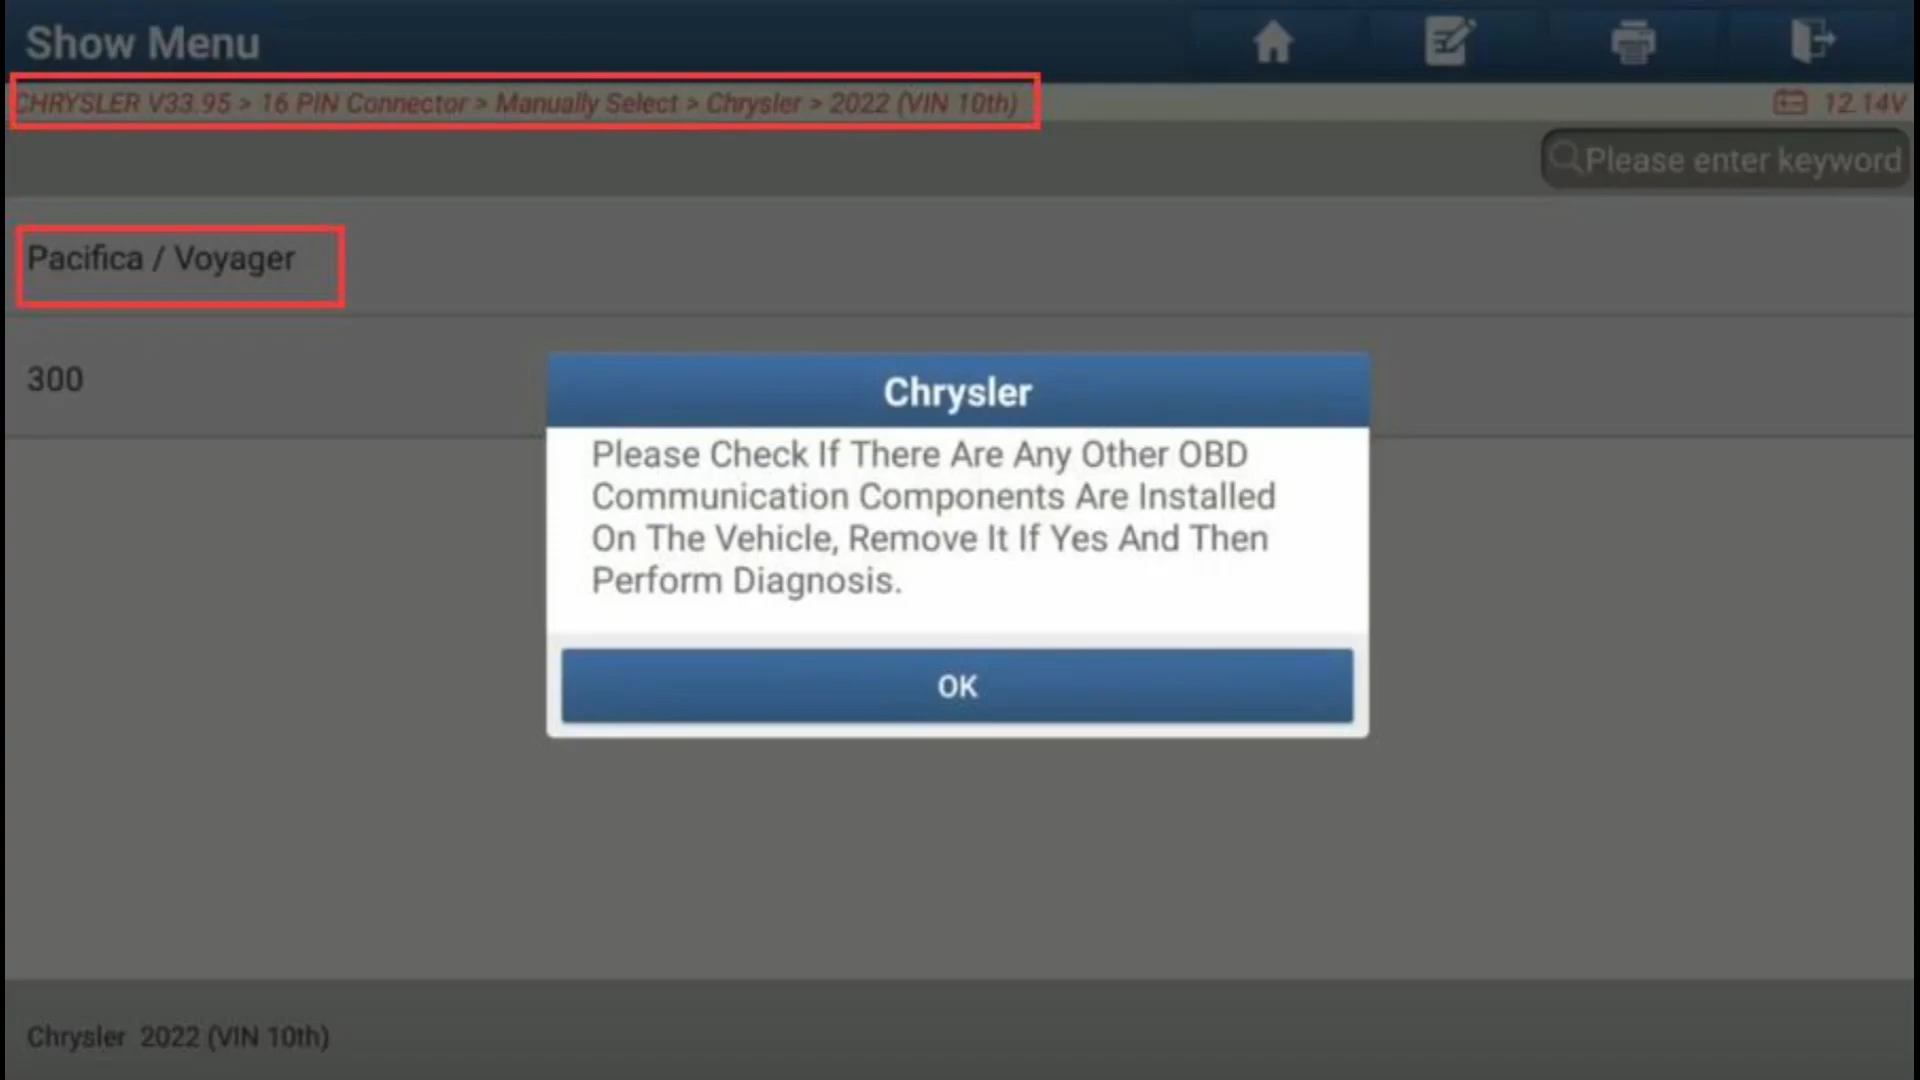 Show Menu
CHRYSLER V33.95 > 16 PIN Connector > Manually Select > Chrysler > 2022 (VIN 10th)
12.14V
Please enter keyword
Pacifica / Voyager
300
Chrysler
Please Check If There Are Any Other OBD
Communication Components Are Installed
On The Vehicle, Remove It If Yes And Then
Perform Diagnosis.
OK
Chrysler 2022 (VIN 10th)